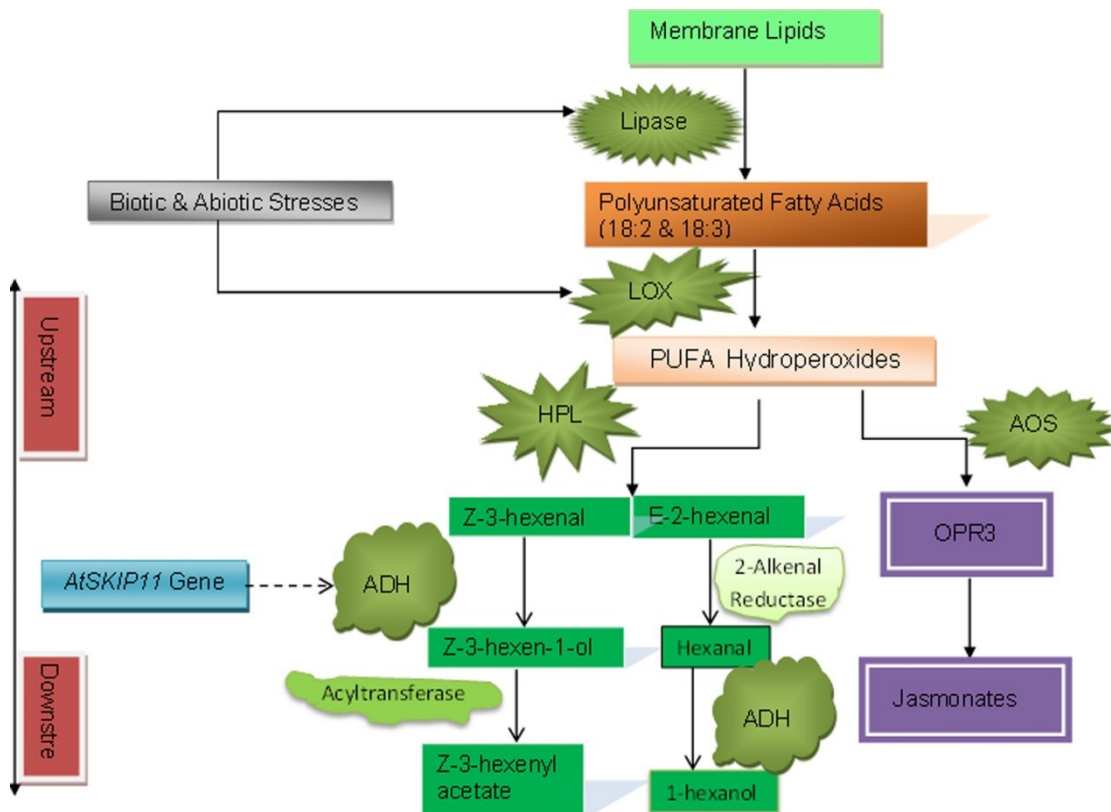 Membrane Lipids
Lipase
Biotic & Abiotic Stresses
Polyunsaturated Fatty Acids
(18:2 & 18:3)
LOX
Upstream
PUFA Hydroperoxides
HPL
AOS
Z-3-hexenal
E-2-hexenal
OPR3
2-Alkenal
Reductase
AtSKIP11 Gene
ADH
Z-3-hexen-1-ol
Hexanal
Acyltransferase
ADH
Jasmonates
Downstre
Z-3-hexenyl
acetate
1-hexanol